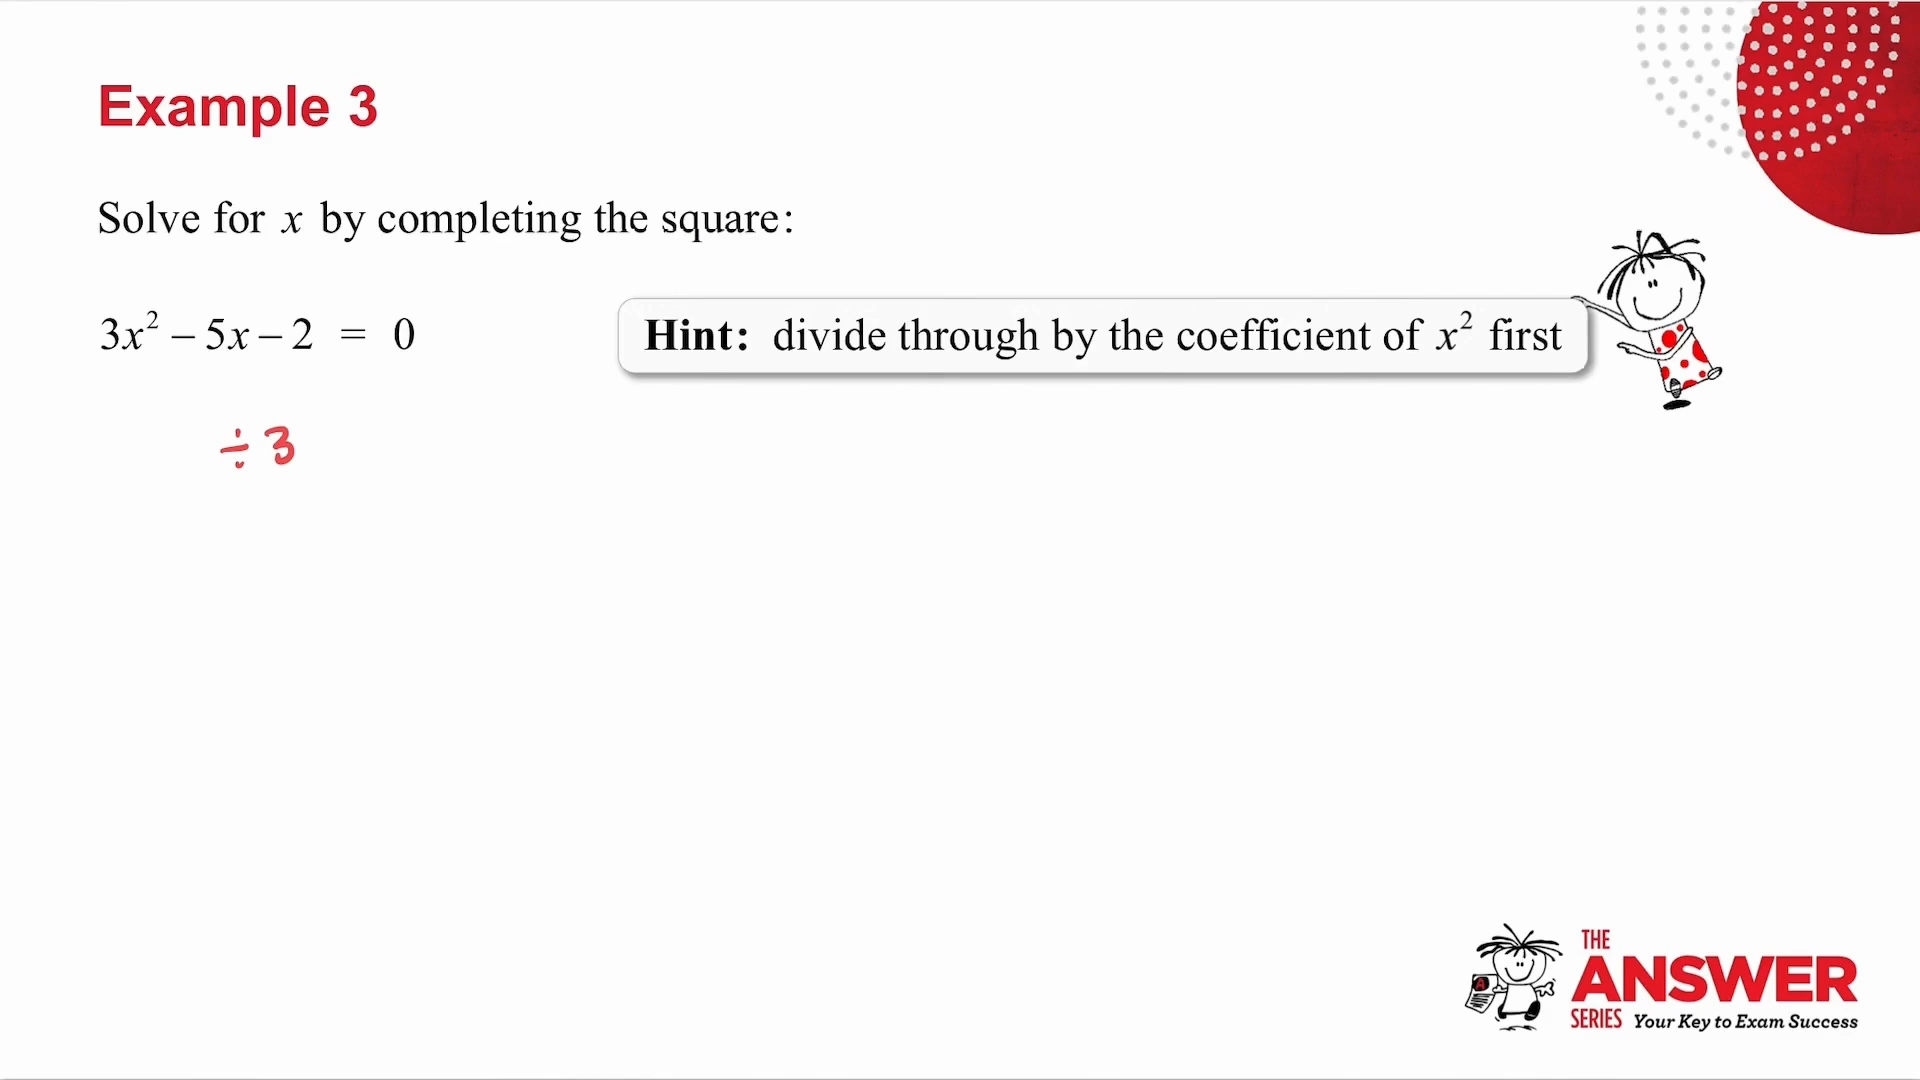 Example 3
Solve for x by completing the square:
3x² – 5x – 2 = 0
Hint: divide through by the coefficient of x² first
÷ 3
THE
ANSWER
SERIES Your Key to Exam Success